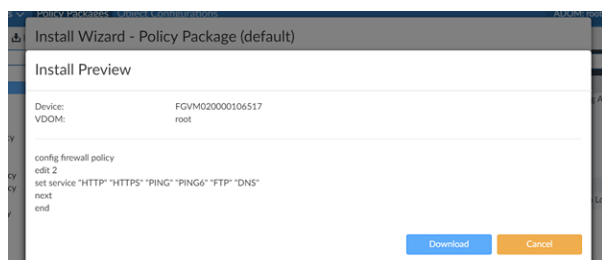 Policy Packages Object Configurations
ADOM: root
Install Wizard - Policy Package (default)
Install Preview
Device: FGVM020000106517
VDOM: root
config firewall policy
edit 2
set service "HTTP" "HTTPS" "PING" "PING6" "FTP" "DNS"
next
end
Download Cancel